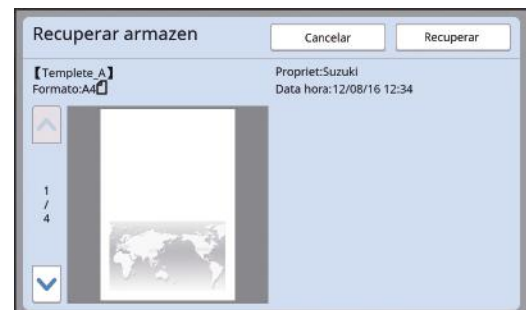 Recuperar armazen
Cancelar
Recuperar
【Templete_A】
Formato:A4
Propriet:Suzuki
Data hora:12/08/16 12:34
1
/
4